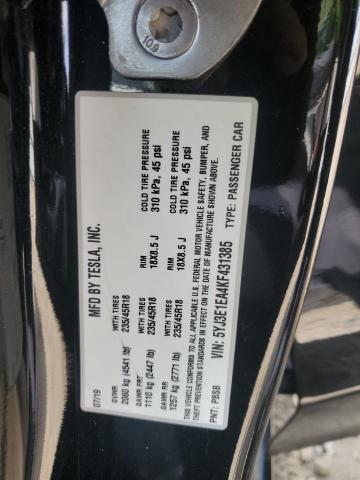 109
MFD BY TESLA, INC.
07/19
GVWR
2060 kg (4541 lb)
WITH TIRES
235/45R18
RIM
18X8.5 J
COLD TIRE PRESSURE
310 kPa, 45 psi
GAWR FRT
1110 kg (2447 lb)
WITH TIRES
235/45R18
RIM
18X8.5 J
COLD TIRE PRESSURE
310 kPa, 45 psi
GAWR RR
1257 kg (2771 lb)
WITH TIRES
235/45R18
RIM
18X8.5 J
COLD TIRE PRESSURE
310 kPa, 45 psi
THIS VEHICLE CONFORMS TO ALL APPLICABLE U.S. FEDERAL MOTOR VEHICLE SAFETY, BUMPER, AND
THEFT PREVENTION STANDARDS IN EFFECT ON THE DATE OF MANUFACTURE SHOWN ABOVE.
PNT: PBSB VIN: 5YJ3E1EA4KF431385 TYPE: PASSENGER CAR